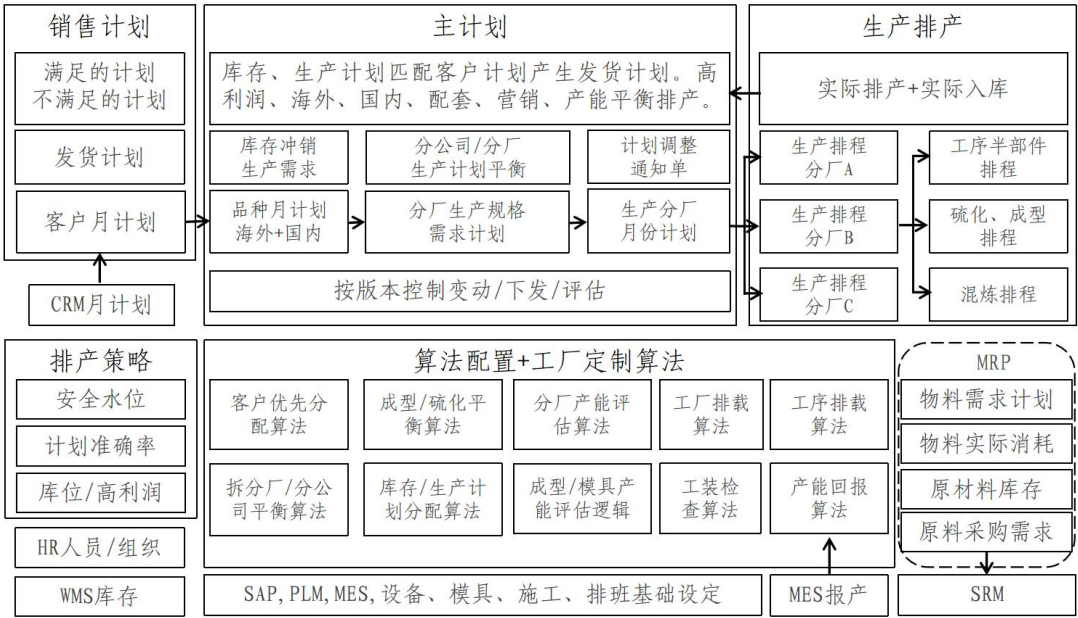 销售计划
满足的计划
不满足的计划
发货计划
客户月计划
CRM月计划
主计划
库存、生产计划匹配客户计划产生发货计划。高
利润、海外、国内、配套、营销、产能平衡排产。
库存冲销
生产需求
分公司/分厂
生产计划平衡
计划调整
通知单
品种月计划
海外+国内
分厂生产规格
需求计划
生产分厂
月份计划
按版本控制变动/下发/评估
生产排产
实际排产+实际入库
生产排程
分厂A
工序半部件
排程
生产排程
分厂B
硫化、成型
排程
生产排程
分厂C
混炼排程
排产策略
安全水位
计划准确率
库位/高利润
HR人员/组织
WMS库存
算法配置+工厂定制算法
客户优先分
配算法
成型/硫化平
衡算法
分厂产能评
估算法
工厂排载
算法
工序排载
算法
拆分厂/分公
司平衡算法
库存/生产计
划分配算法
成型/模具产
能评估逻辑
工装检
查算法
产能回报
算法
SAP,PLM,MES,设备、模具、施工、排班基础设定
MES报产
MRP
物料需求计划
物料实际消耗
原材料库存
原料采购需求
SRM